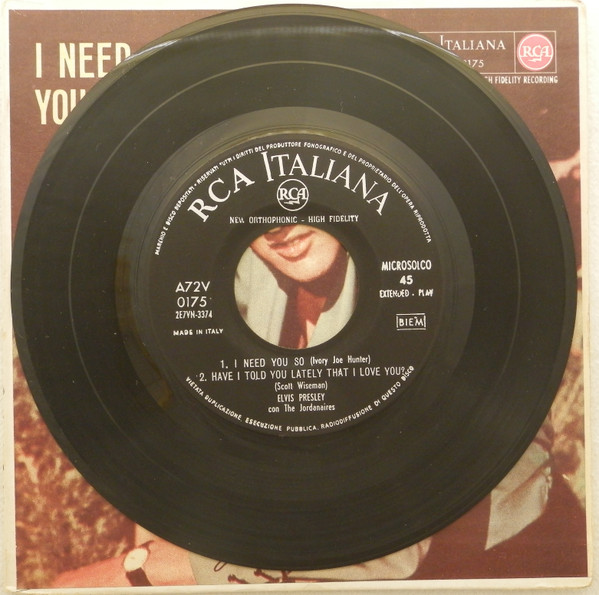 I NEED
YOU
ITALIANA
RCA
0175
HIGH FIDELITY RECORDING
MARCHIO E DISCO DEPOSITATI - RISERVATI TUTTI I DIRITTI DEL PRODUTTORE FONOGRAFICO E DEL PROPRIETARIO DELL'OPERA RIPRODOTTA
RCA ITALIANA
RCA
NEW ORTHOPHONIC - HIGH FIDELITY
A72V
0175
2E7VH-3374
MADE IN ITALY
MICROSOLCO
45
EXTENDED - PLAY
BIEM
1. I NEED YOU SO (Ivory Joe Hunter)
2. HAVE I TOLD YOU LATELY THAT I LOVE YOU?
(Scott Wiseman)
ELVIS PRESLEY
con The Jordanaires
VIETATA DUPLICAZIONE, ESECUZIONE PUBBLICA, RADIODIFFUSIONE DI QUESTO DISCO